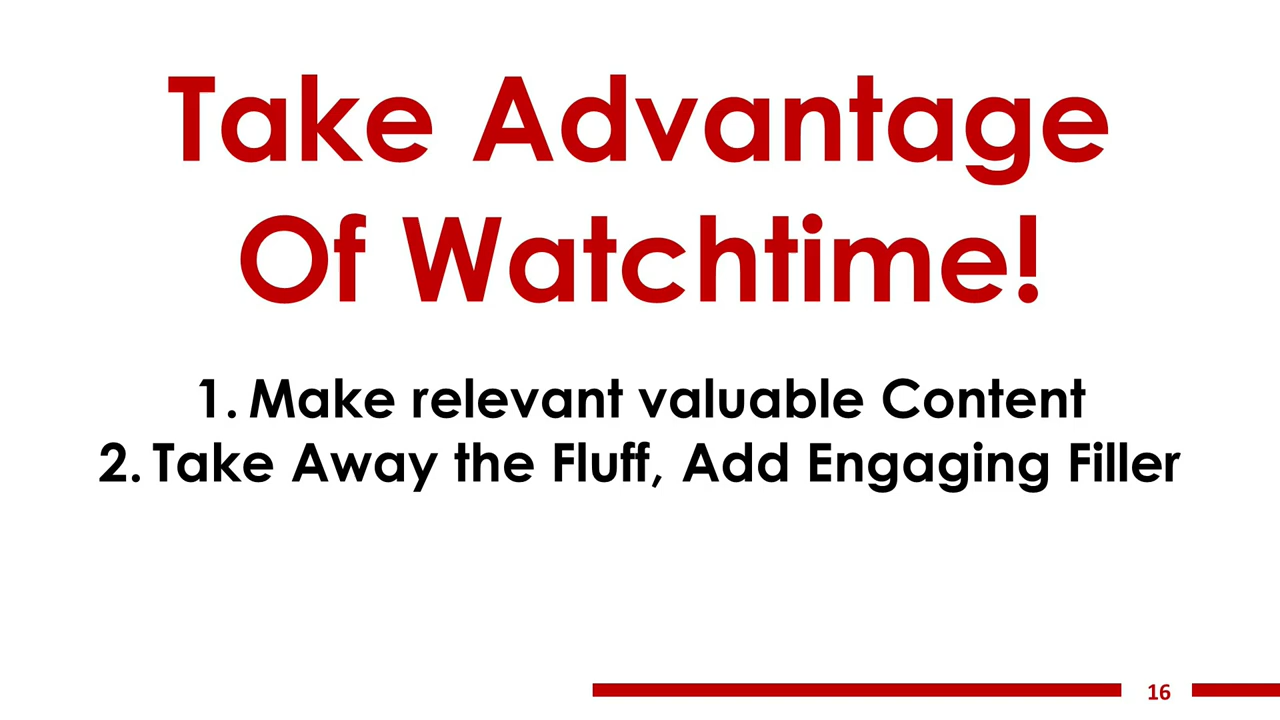 Take Advantage
Of Watchtime!
1. Make relevant valuable Content
2. Take Away the Fluff, Add Engaging Filler
16